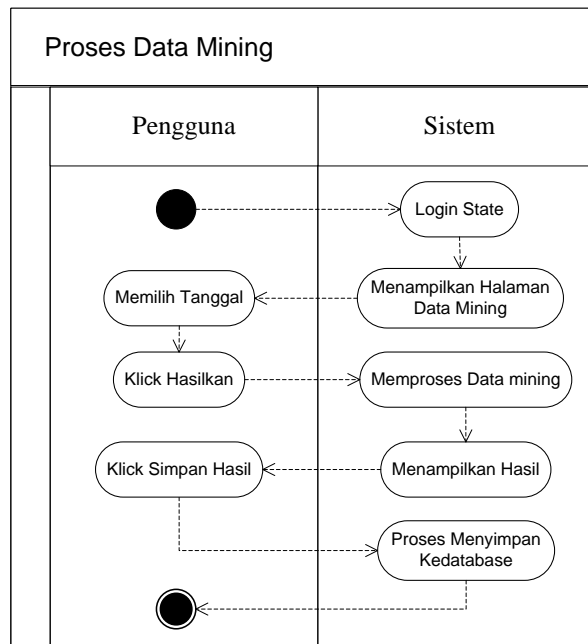 Proses Data Mining
Pengguna
Sistem
Login State
Menampilkan Halaman
Data Mining
Memilih Tanggal
Klick Hasilkan
Memproses Data mining
Menampilkan Hasil
Klick Simpan Hasil
Proses Menyimpan
Kedatabase